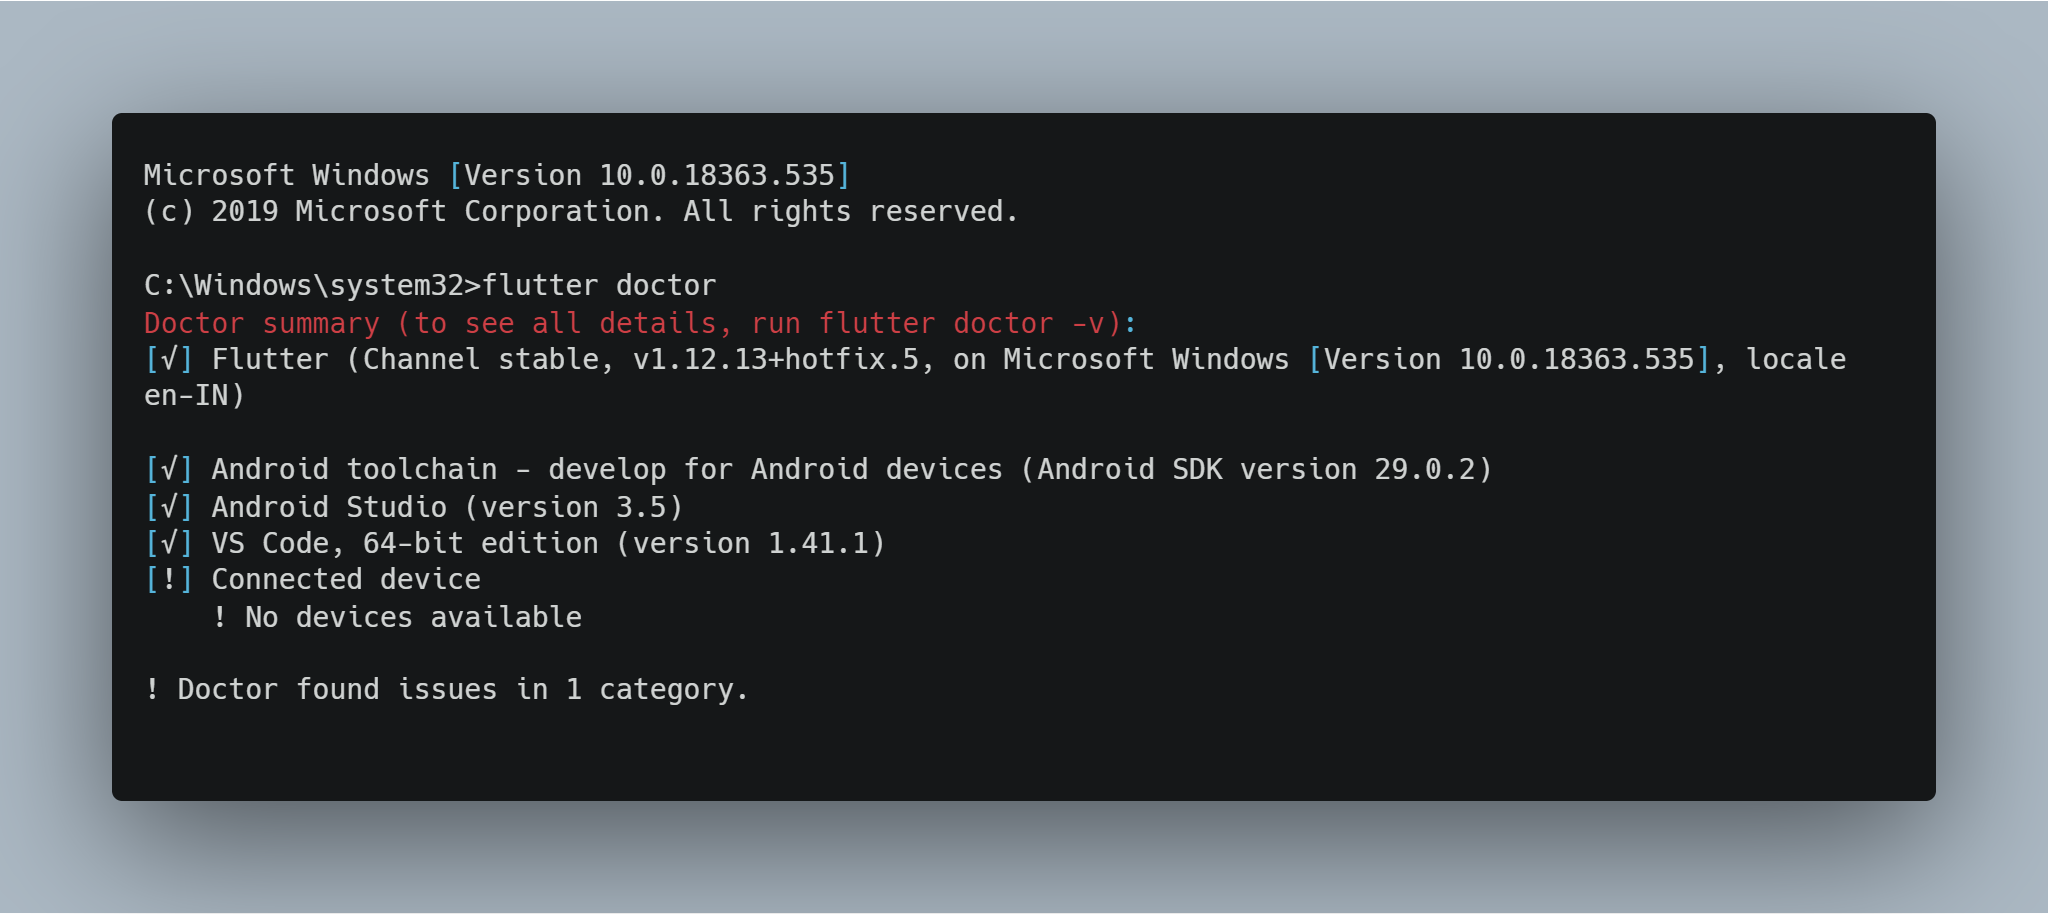 Microsoft Windows [Version 10.0.18363.535]
(c) 2019 Microsoft Corporation. All rights reserved.
C:\Windows\system32>flutter doctor
Doctor summary (to see all details, run flutter doctor -v):
[√] Flutter (Channel stable, v1.12.13+hotfix.5, on Microsoft Windows [Version 10.0.18363.535], locale
en-IN)
[√] Android toolchain - develop for Android devices (Android SDK version 29.0.2)
[√] Android Studio (version 3.5)
[√] VS Code, 64-bit edition (version 1.41.1)
[!] Connected device
! No devices available
! Doctor found issues in 1 category.